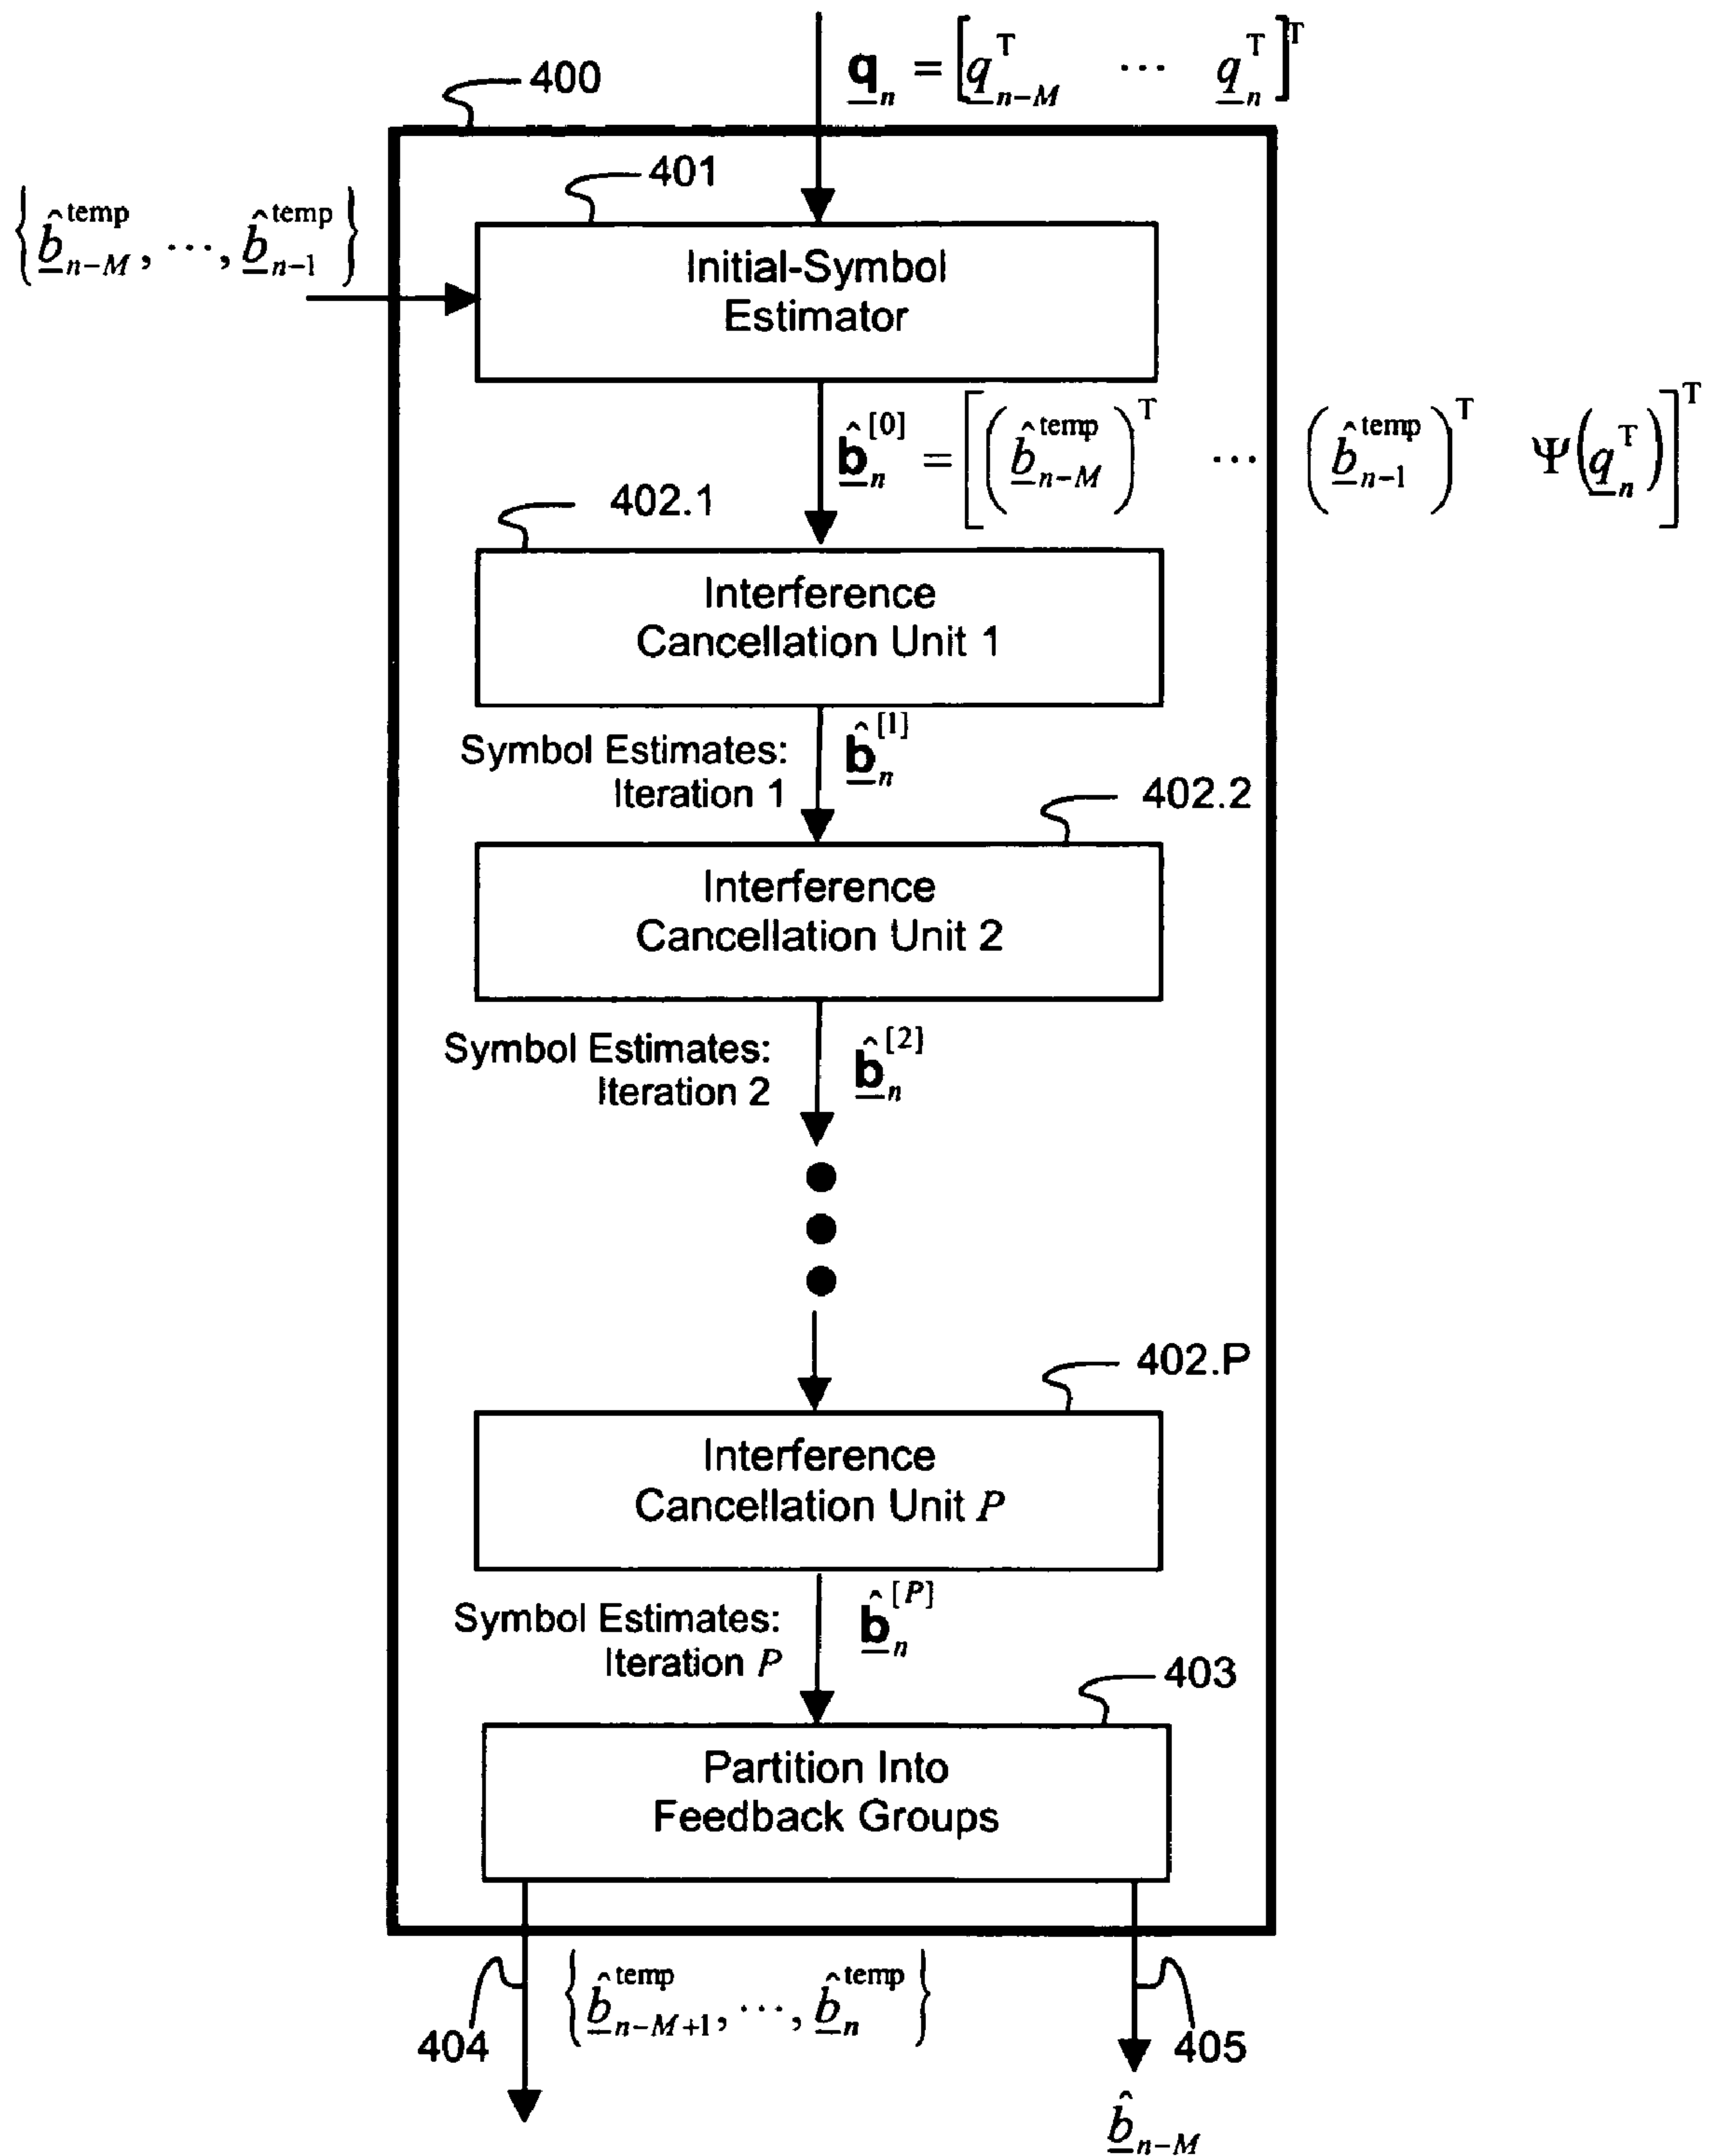 400
q̲_n = [q̲^T_{n−M} ⋯ q̲^T_n]^T
401
{b̲̂^temp_{n−M}, ⋯, b̲̂^temp_{n−1}}
Initial-Symbol
Estimator
b̲̂^[0]_n = [(b̲̂^temp_{n−M})^T ⋯ (b̲̂^temp_{n−1})^T Ψ(q̲^T_n)]^T
402.1
Interference
Cancellation Unit 1
Symbol Estimates:
Iteration 1
b̲̂^[1]_n
402.2
Interference
Cancellation Unit 2
Symbol Estimates:
Iteration 2
b̲̂^[2]_n
402.P
Interference
Cancellation Unit P
Symbol Estimates:
Iteration P
b̲̂^[P]_n
403
Partition Into
Feedback Groups
404
{b̲̂^temp_{n−M+1}, ⋯, b̲̂^temp_n}
405
b̲̂_{n−M}